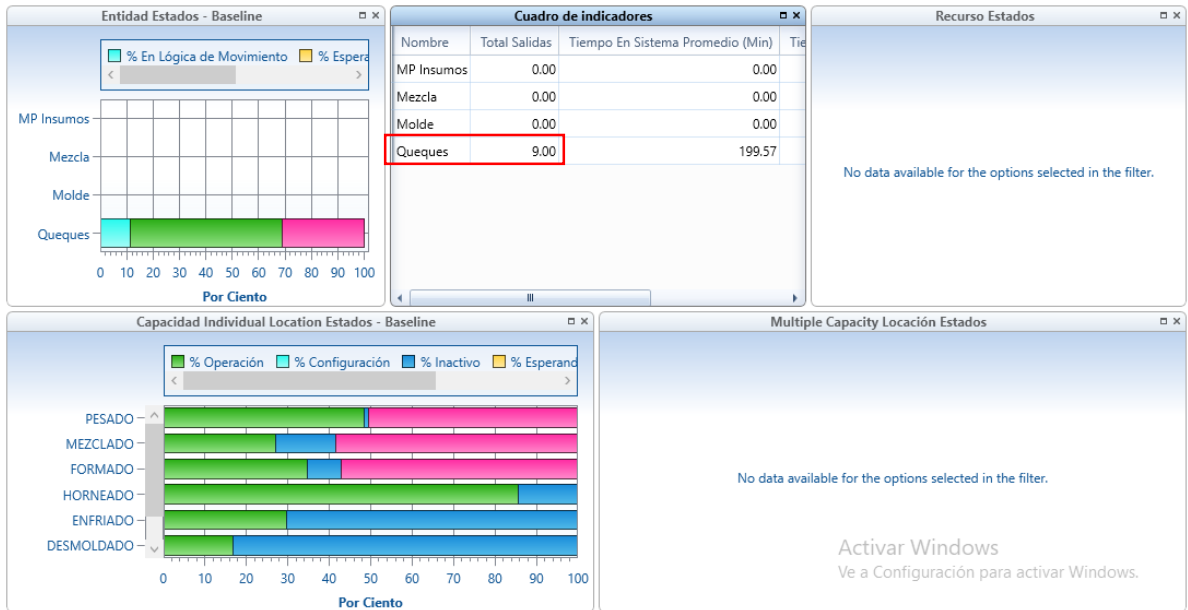 Entidad Estados - Baseline
% En Lógica de Movimiento % Espera
MP Insumos
Mezcla
Molde
Queques
0 10 20 30 40 50 60 70 80 90 100
Por Ciento
Cuadro de indicadores
Nombre Total Salidas Tiempo En Sistema Promedio (Min) Tie
MP Insumos 0.00 0.00
Mezcla 0.00 0.00
Molde 0.00 0.00
Queques 9.00 199.57
Recurso Estados
No data available for the options selected in the filter.
Capacidad Individual Location Estados - Baseline
% Operación % Configuración % Inactivo % Esperand
PESADO
MEZCLADO
FORMADO
HORNEADO
ENFRIADO
DESMOLDADO
0 10 20 30 40 50 60 70 80 90 100
Por Ciento
Multiple Capacity Locación Estados
No data available for the options selected in the filter.
Activar Windows
Ve a Configuración para activar Windows.